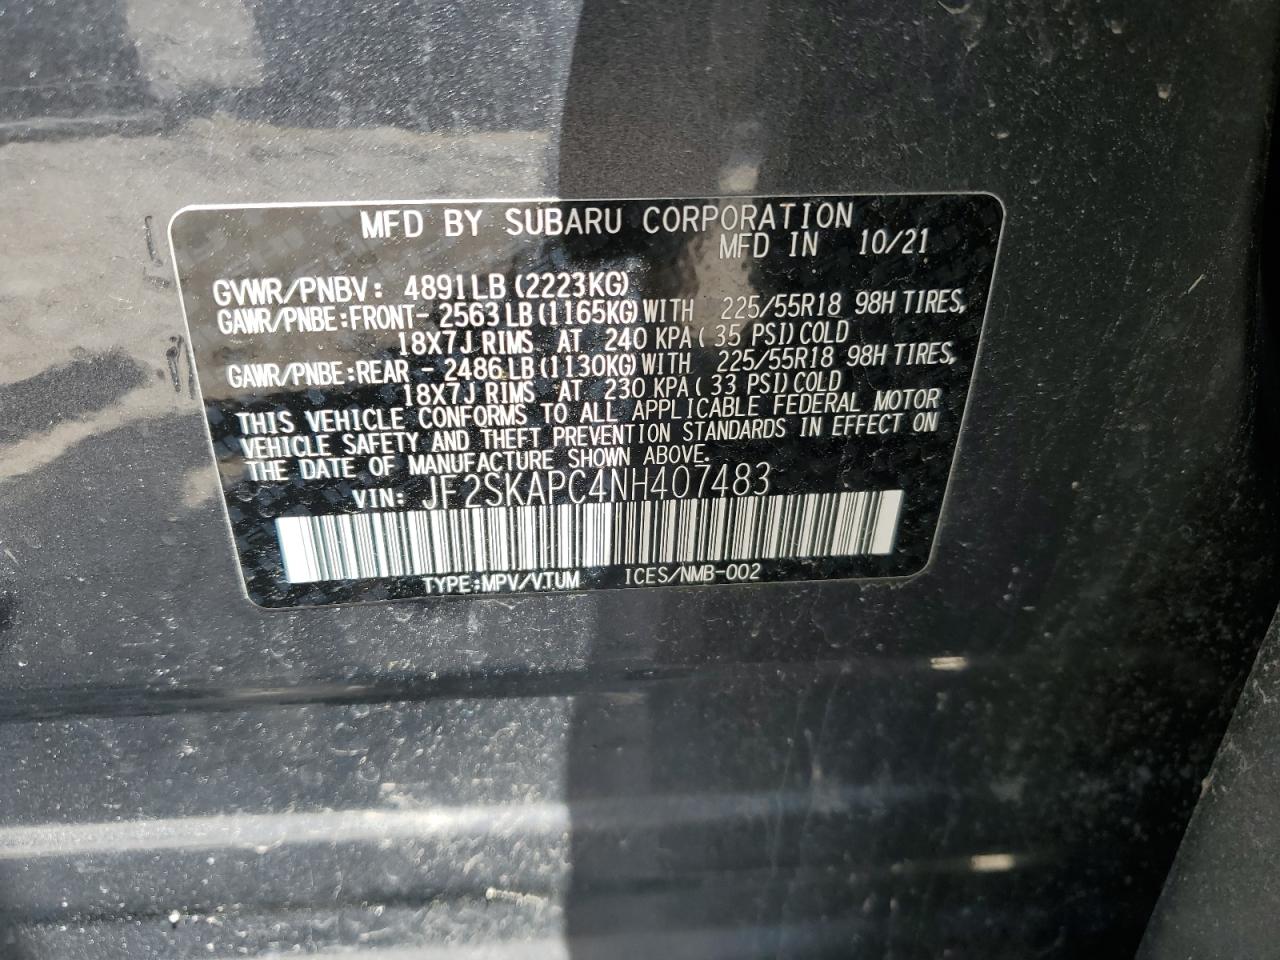 MFD BY SUBARU CORPORATION
MFD IN 10/21
GVWR/PNBV: 4891LB (2223KG)
GAWR/PNBE:FRONT- 2563LB (1165KG) WITH 225/55R18 98H TIRES,
18X7J RIMS AT 240 KPA ( 35 PSI) COLD
GAWR/PNBE:REAR - 2486LB (1130KG) WITH 225/55R18 98H TIRES,
18X7J RIMS AT 230 KPA ( 33 PSI) COLD
THIS VEHICLE CONFORMS TO ALL APPLICABLE FEDERAL MOTOR
VEHICLE SAFETY AND THEFT PREVENTION STANDARDS IN EFFECT ON
THE DATE OF MANUFACTURE SHOWN ABOVE.
VIN: JF2SKAPC4NH407483
TYPE:MPV/VTUM ICES/NMB-002